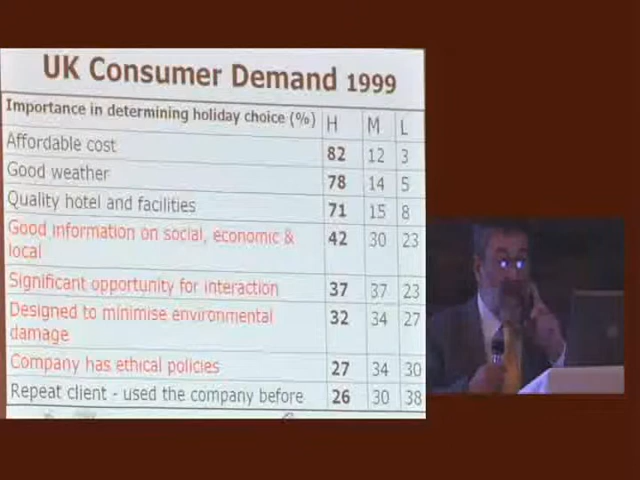 UK Consumer Demand 1999
Importance in determining holiday choice (%) H M L
Affordable cost 82 12 3
Good weather 78 14 5
Quality hotel and facilities 71 15 8
Good information on social, economic &
local 42 30 23
Significant opportunity for interaction 37 37 23
Designed to minimise environmental
damage 32 34 27
Company has ethical policies 27 34 30
Repeat client - used the company before 26 30 38